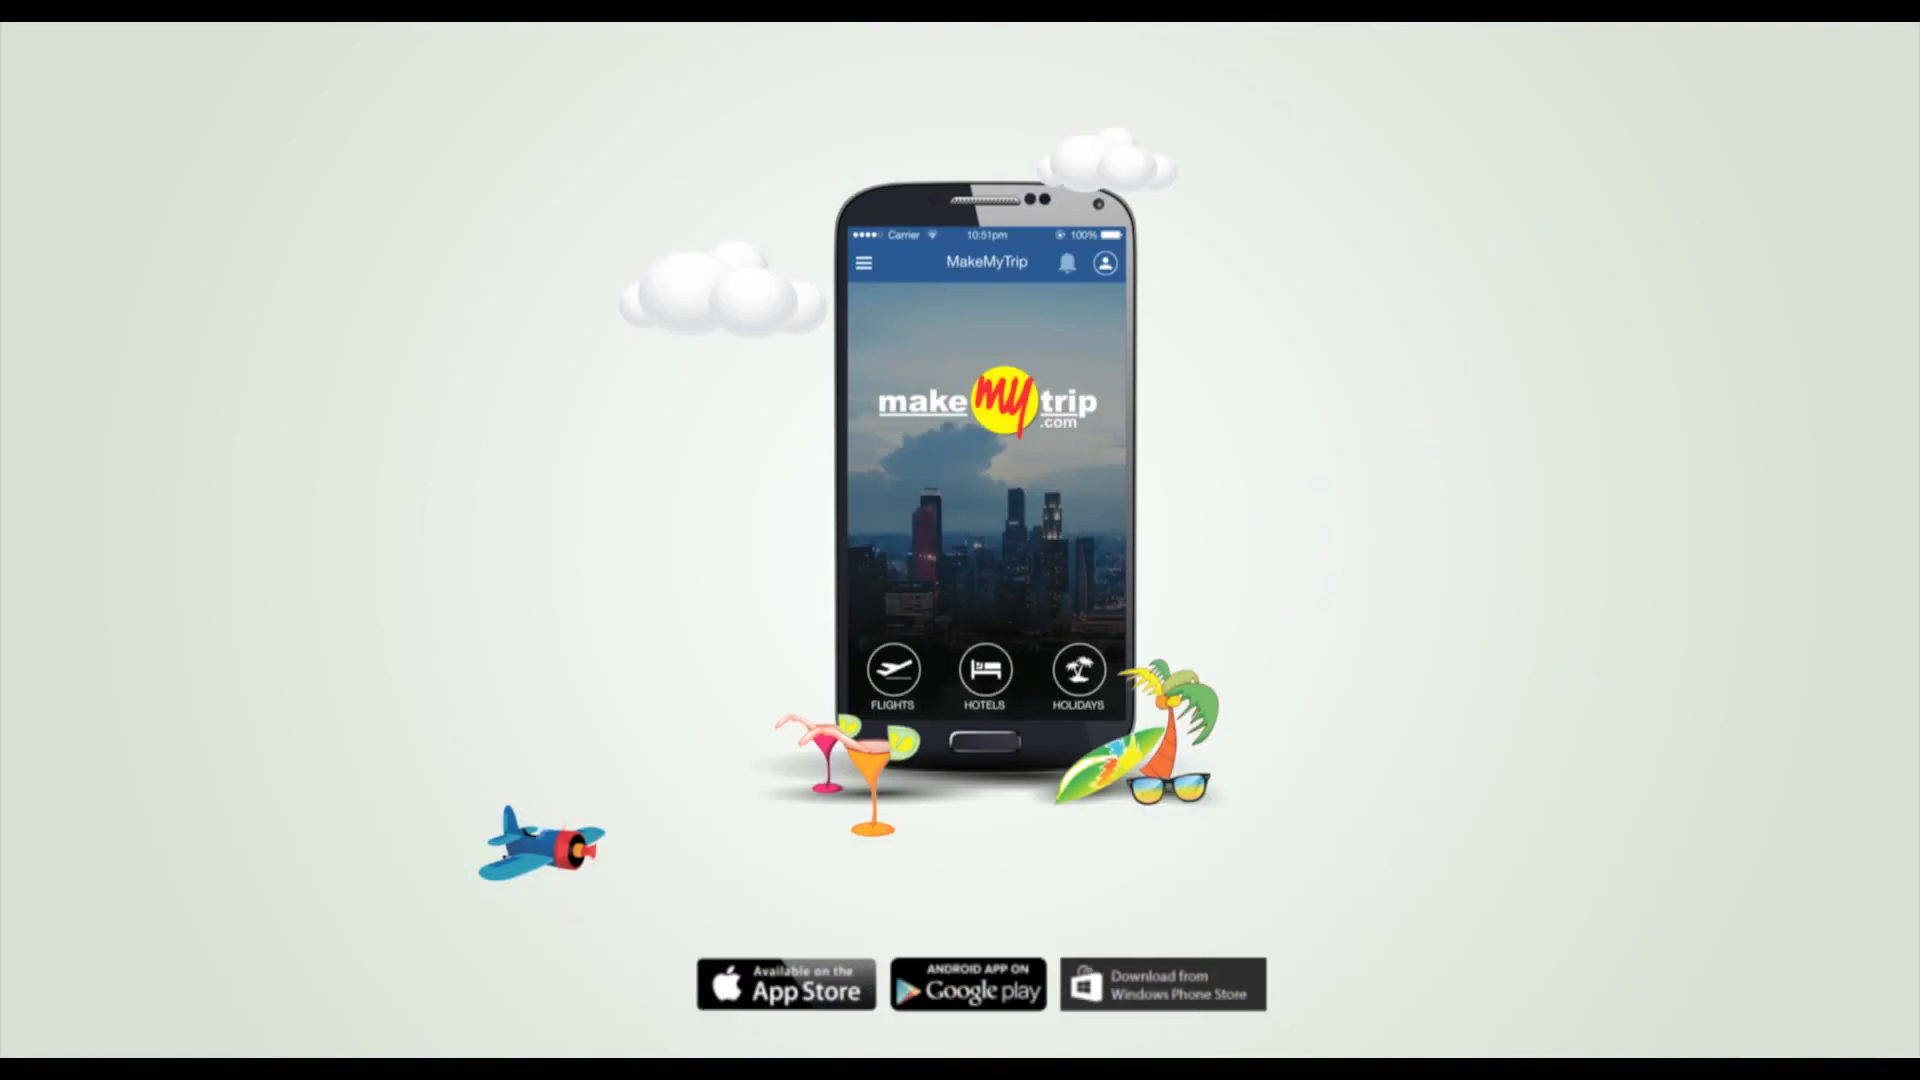 Carrier 10:51pm 100%
MakeMyTrip
make my trip
.com
FLIGHTS HOTELS HOLIDAYS
Available on the
App Store
ANDROID APP ON
Google play
Download from
Windows Phone Store